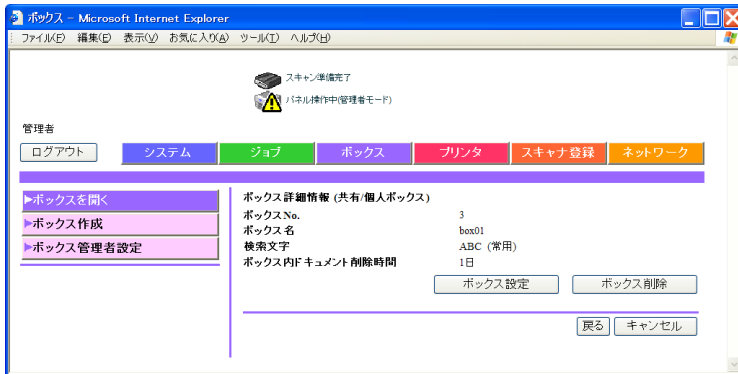 ボックス - Microsoft Internet Explorer
ファイル(F) 編集(E) 表示(V) お気に入り(A) ツール(T) ヘルプ(H)
スキャン準備完了
パネル操作中(管理者モード)
管理者
ログアウト システム ジョブ ボックス プリンタ スキャナ登録 ネットワーク
▶ボックスを開く
▶ボックス作成
▶ボックス管理者設定
ボックス詳細情報 (共有/個人ボックス)
ボックスNo. 3
ボックス名 box01
検索文字 ABC (常用)
ボックス内ドキュメント削除時間 1日
ボックス設定 ボックス削除
戻る キャンセル